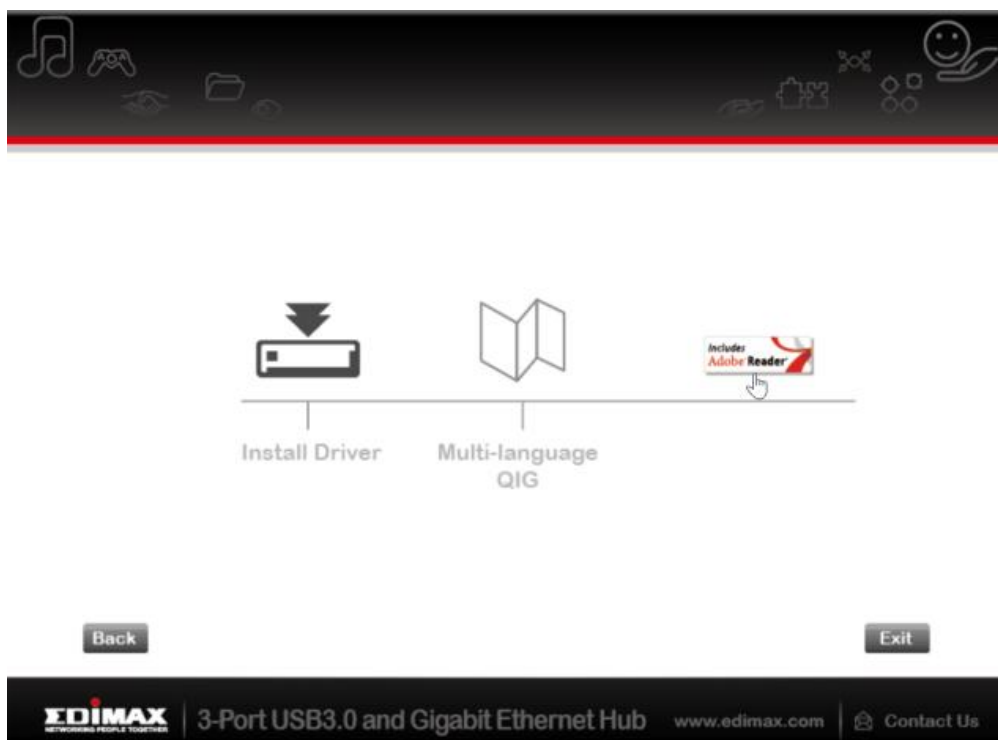 Includes
Adobe Reader
Install Driver
Multi-language
QIG
Back
Exit
EDIMAX
NETWORKING PEOPLE TOGETHER
3-Port USB3.0 and Gigabit Ethernet Hub
www.edimax.com
Contact Us